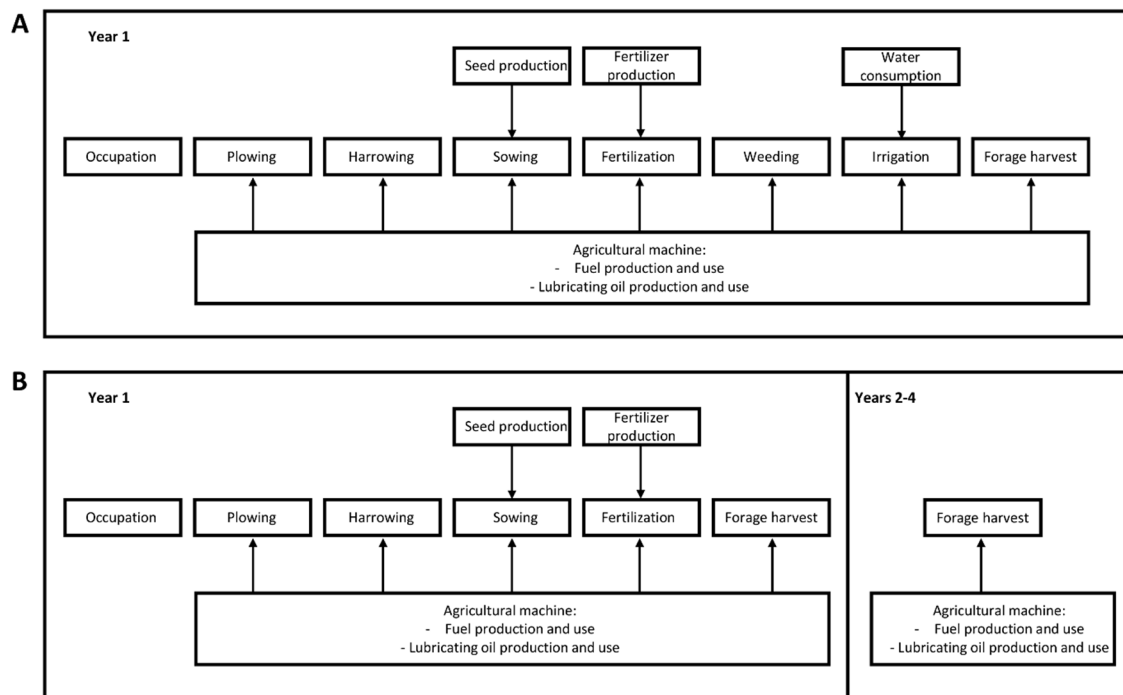 A
Year 1
Seed production
Fertilizer
production
Water
consumption
Occupation
Plowing
Harrowing
Sowing
Fertilization
Weeding
Irrigation
Forage harvest
Agricultural machine:
- Fuel production and use
- Lubricating oil production and use
B
Year 1
Years 2-4
Seed production
Fertilizer
production
Occupation
Plowing
Harrowing
Sowing
Fertilization
Forage harvest
Forage harvest
Agricultural machine:
- Fuel production and use
- Lubricating oil production and use
Agricultural machine:
- Fuel production and use
- Lubricating oil production and use